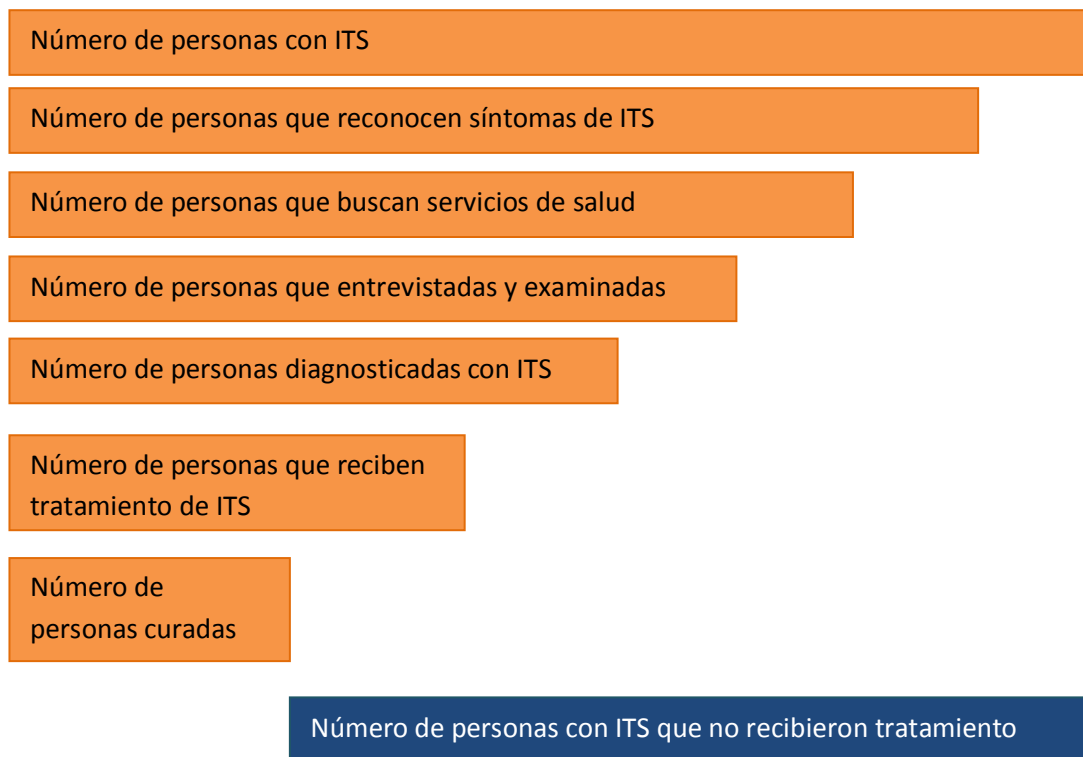 Número de personas con ITS
Número de personas que reconocen síntomas de ITS
Número de personas que buscan servicios de salud
Número de personas que entrevistadas y examinadas
Número de personas diagnosticadas con ITS
Número de personas que reciben
tratamiento de ITS
Número de
personas curadas
Número de personas con ITS que no recibieron tratamiento